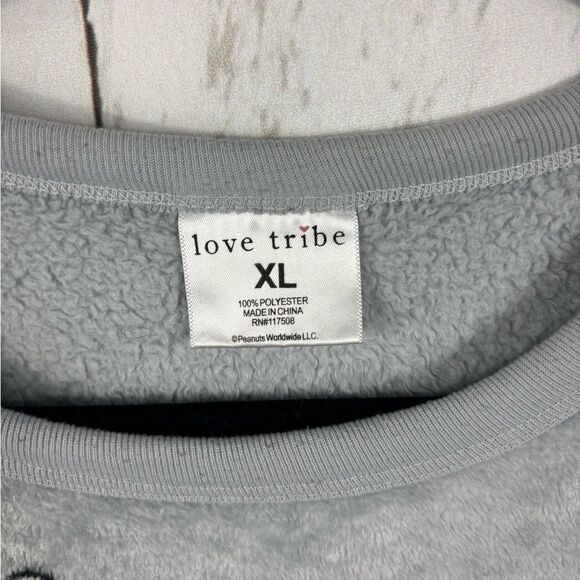 love tribe
XL
100% POLYESTER
MADE IN CHINA
RN#117508
©Peanuts Worldwide LLC.